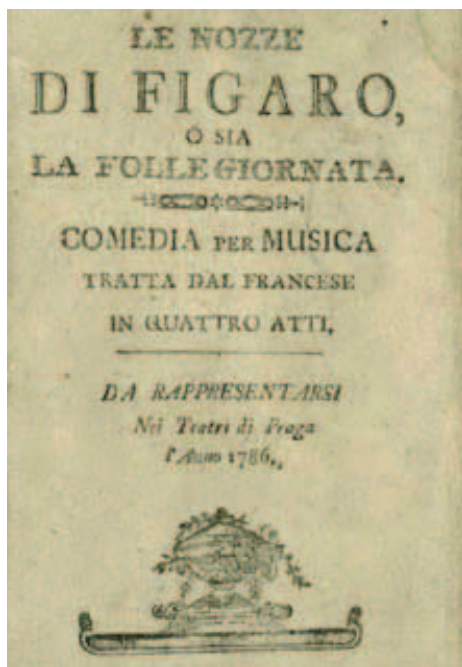 LE NOZZE
DI FIGARO,
O SIA
LA FOLLE GIORNATA.
COMEDIA PER MUSICA
TRATTA DAL FRANCESE
IN QUATTRO ATTI.
DA RAPPRESENTARSI
Nei Teatri di Praga
l'Anno 1786.